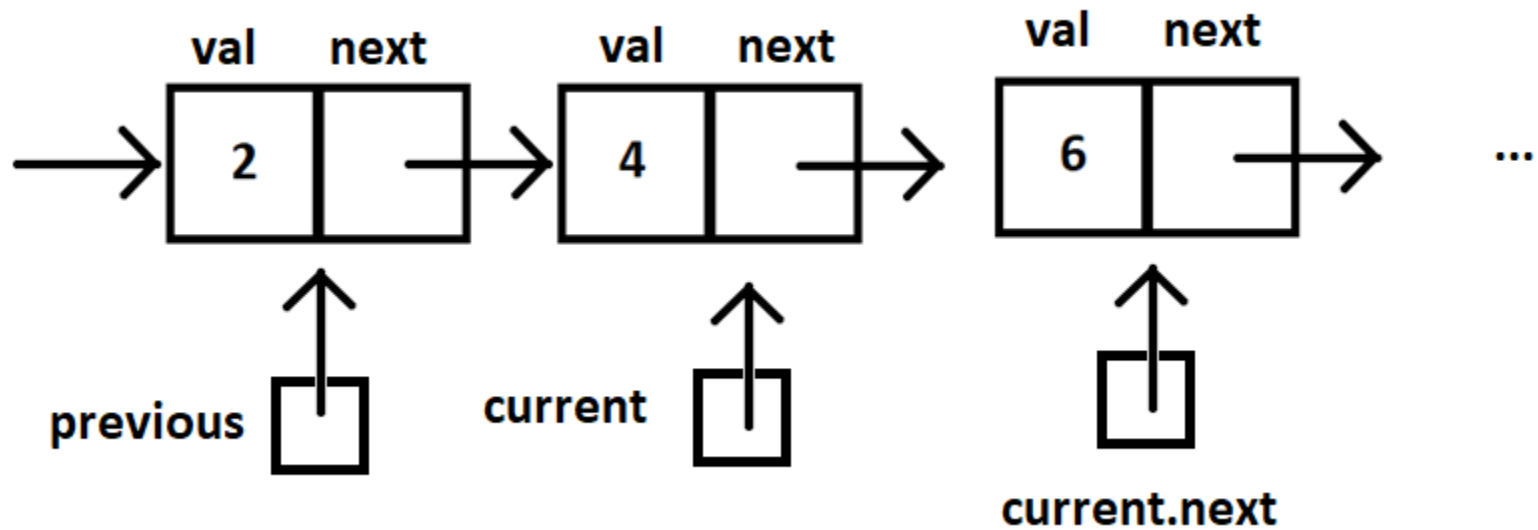 val next val next val next
2 4 6 ...
previous current
current.next